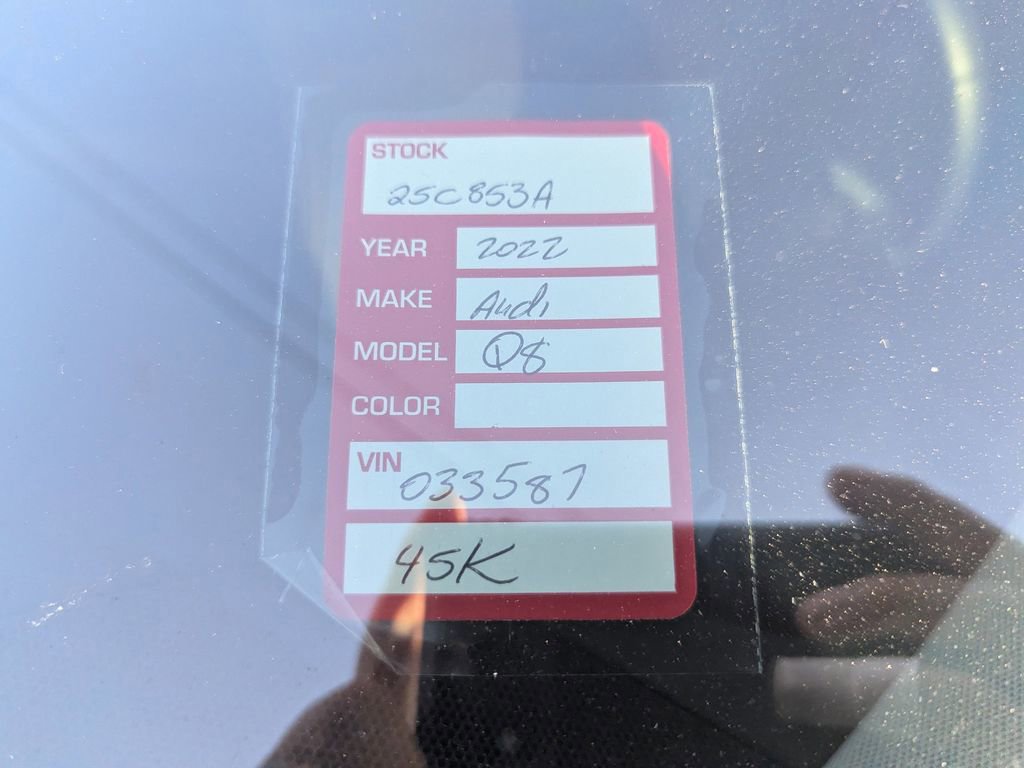 STOCK
25C853A
YEAR 2022
MAKE Audi
MODEL Q8
COLOR
VIN 033587
45K